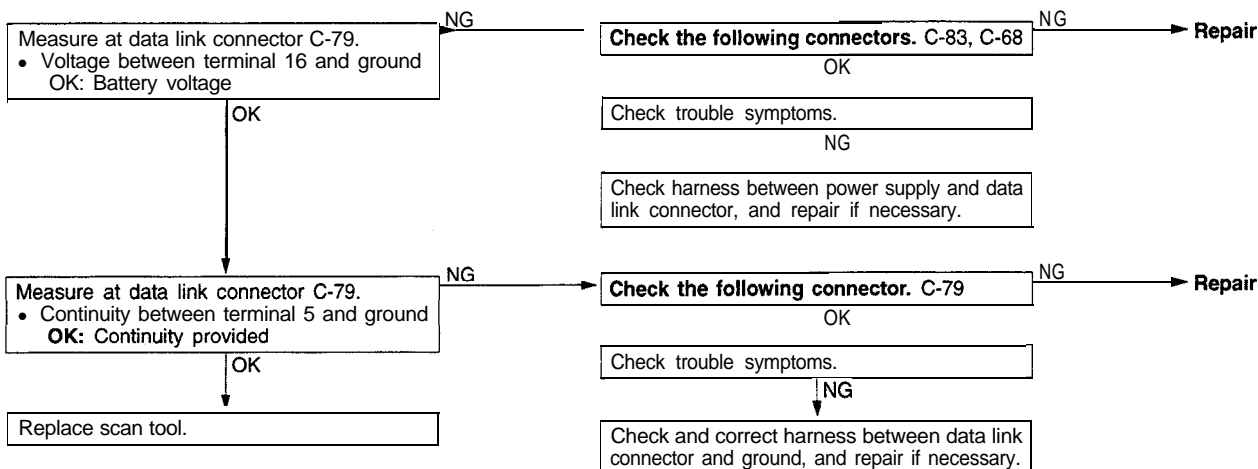 Measure at data link connector C-79.
• Voltage between terminal 16 and ground
OK: Battery voltage
NG
Check the following connectors. C-83, C-68
NG
Repair
OK
OK
Check trouble symptoms.
NG
Check harness between power supply and data
link connector, and repair if necessary.
Measure at data link connector C-79.
• Continuity between terminal 5 and ground
OK: Continuity provided
NG
Check the following connector. C-79
NG
Repair
OK
OK
Check trouble symptoms.
NG
Replace scan tool.
Check and correct harness between data link
connector and ground, and repair if necessary.